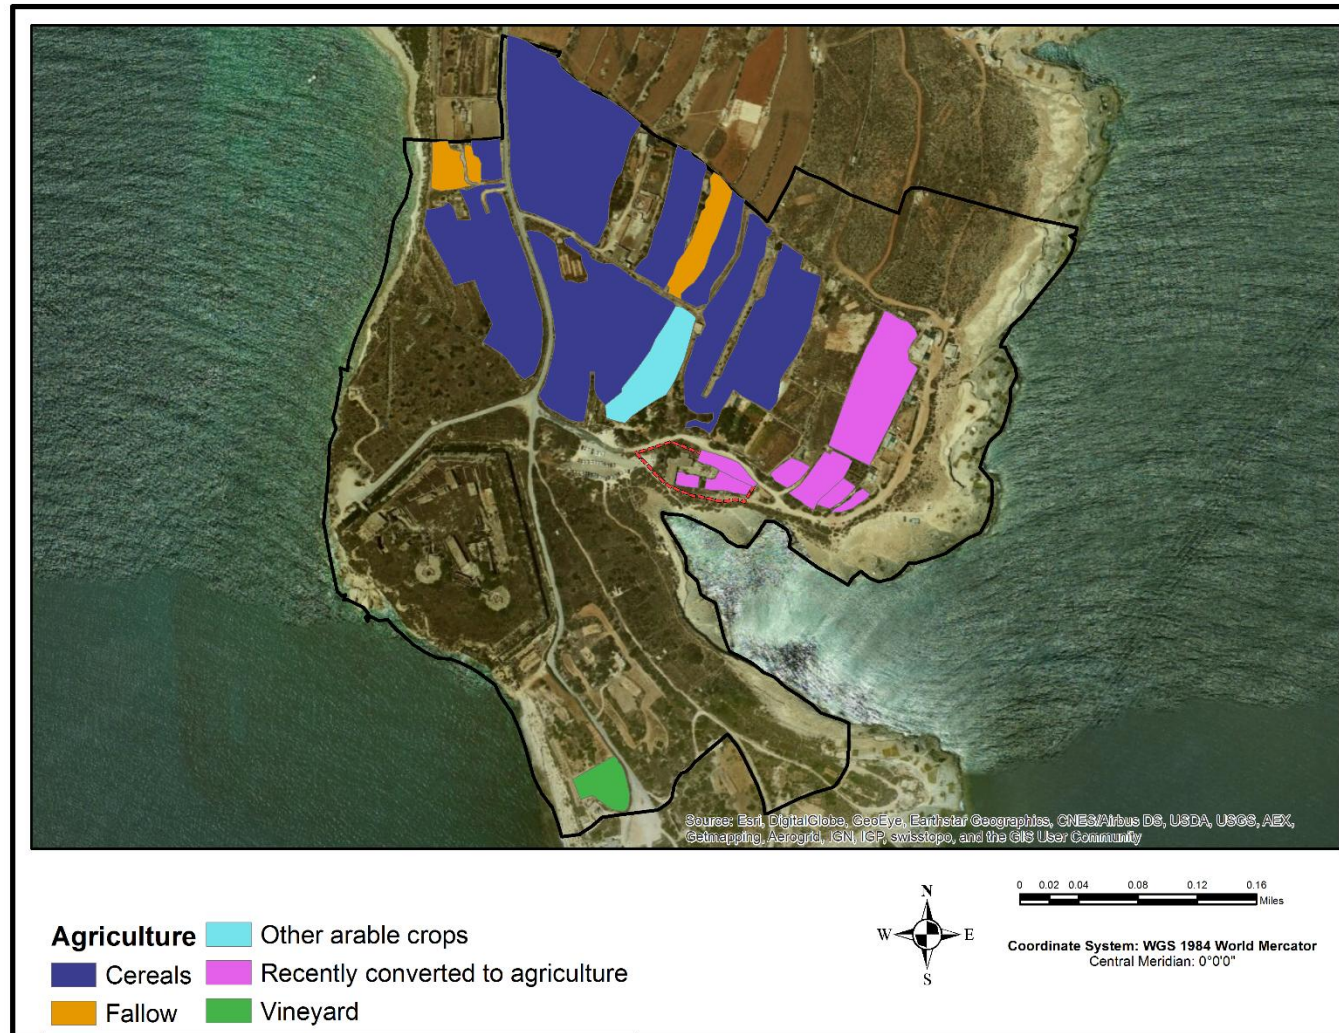 Source: Esri, DigitalGlobe, GeoEye, Earthstar Geographics, CNES/Airbus DS, USDA, USGS, AEX,
Getmapping, Aerogrid, IGN, IGP, swisstopo, and the GIS User Community
N
W E
S
0 0.02 0.04 0.08 0.12 0.16
Miles
Coordinate System: WGS 1984 World Mercator
Central Meridian: 0°0'0"
Agriculture
Cereals
Fallow
Other arable crops
Recently converted to agriculture
Vineyard